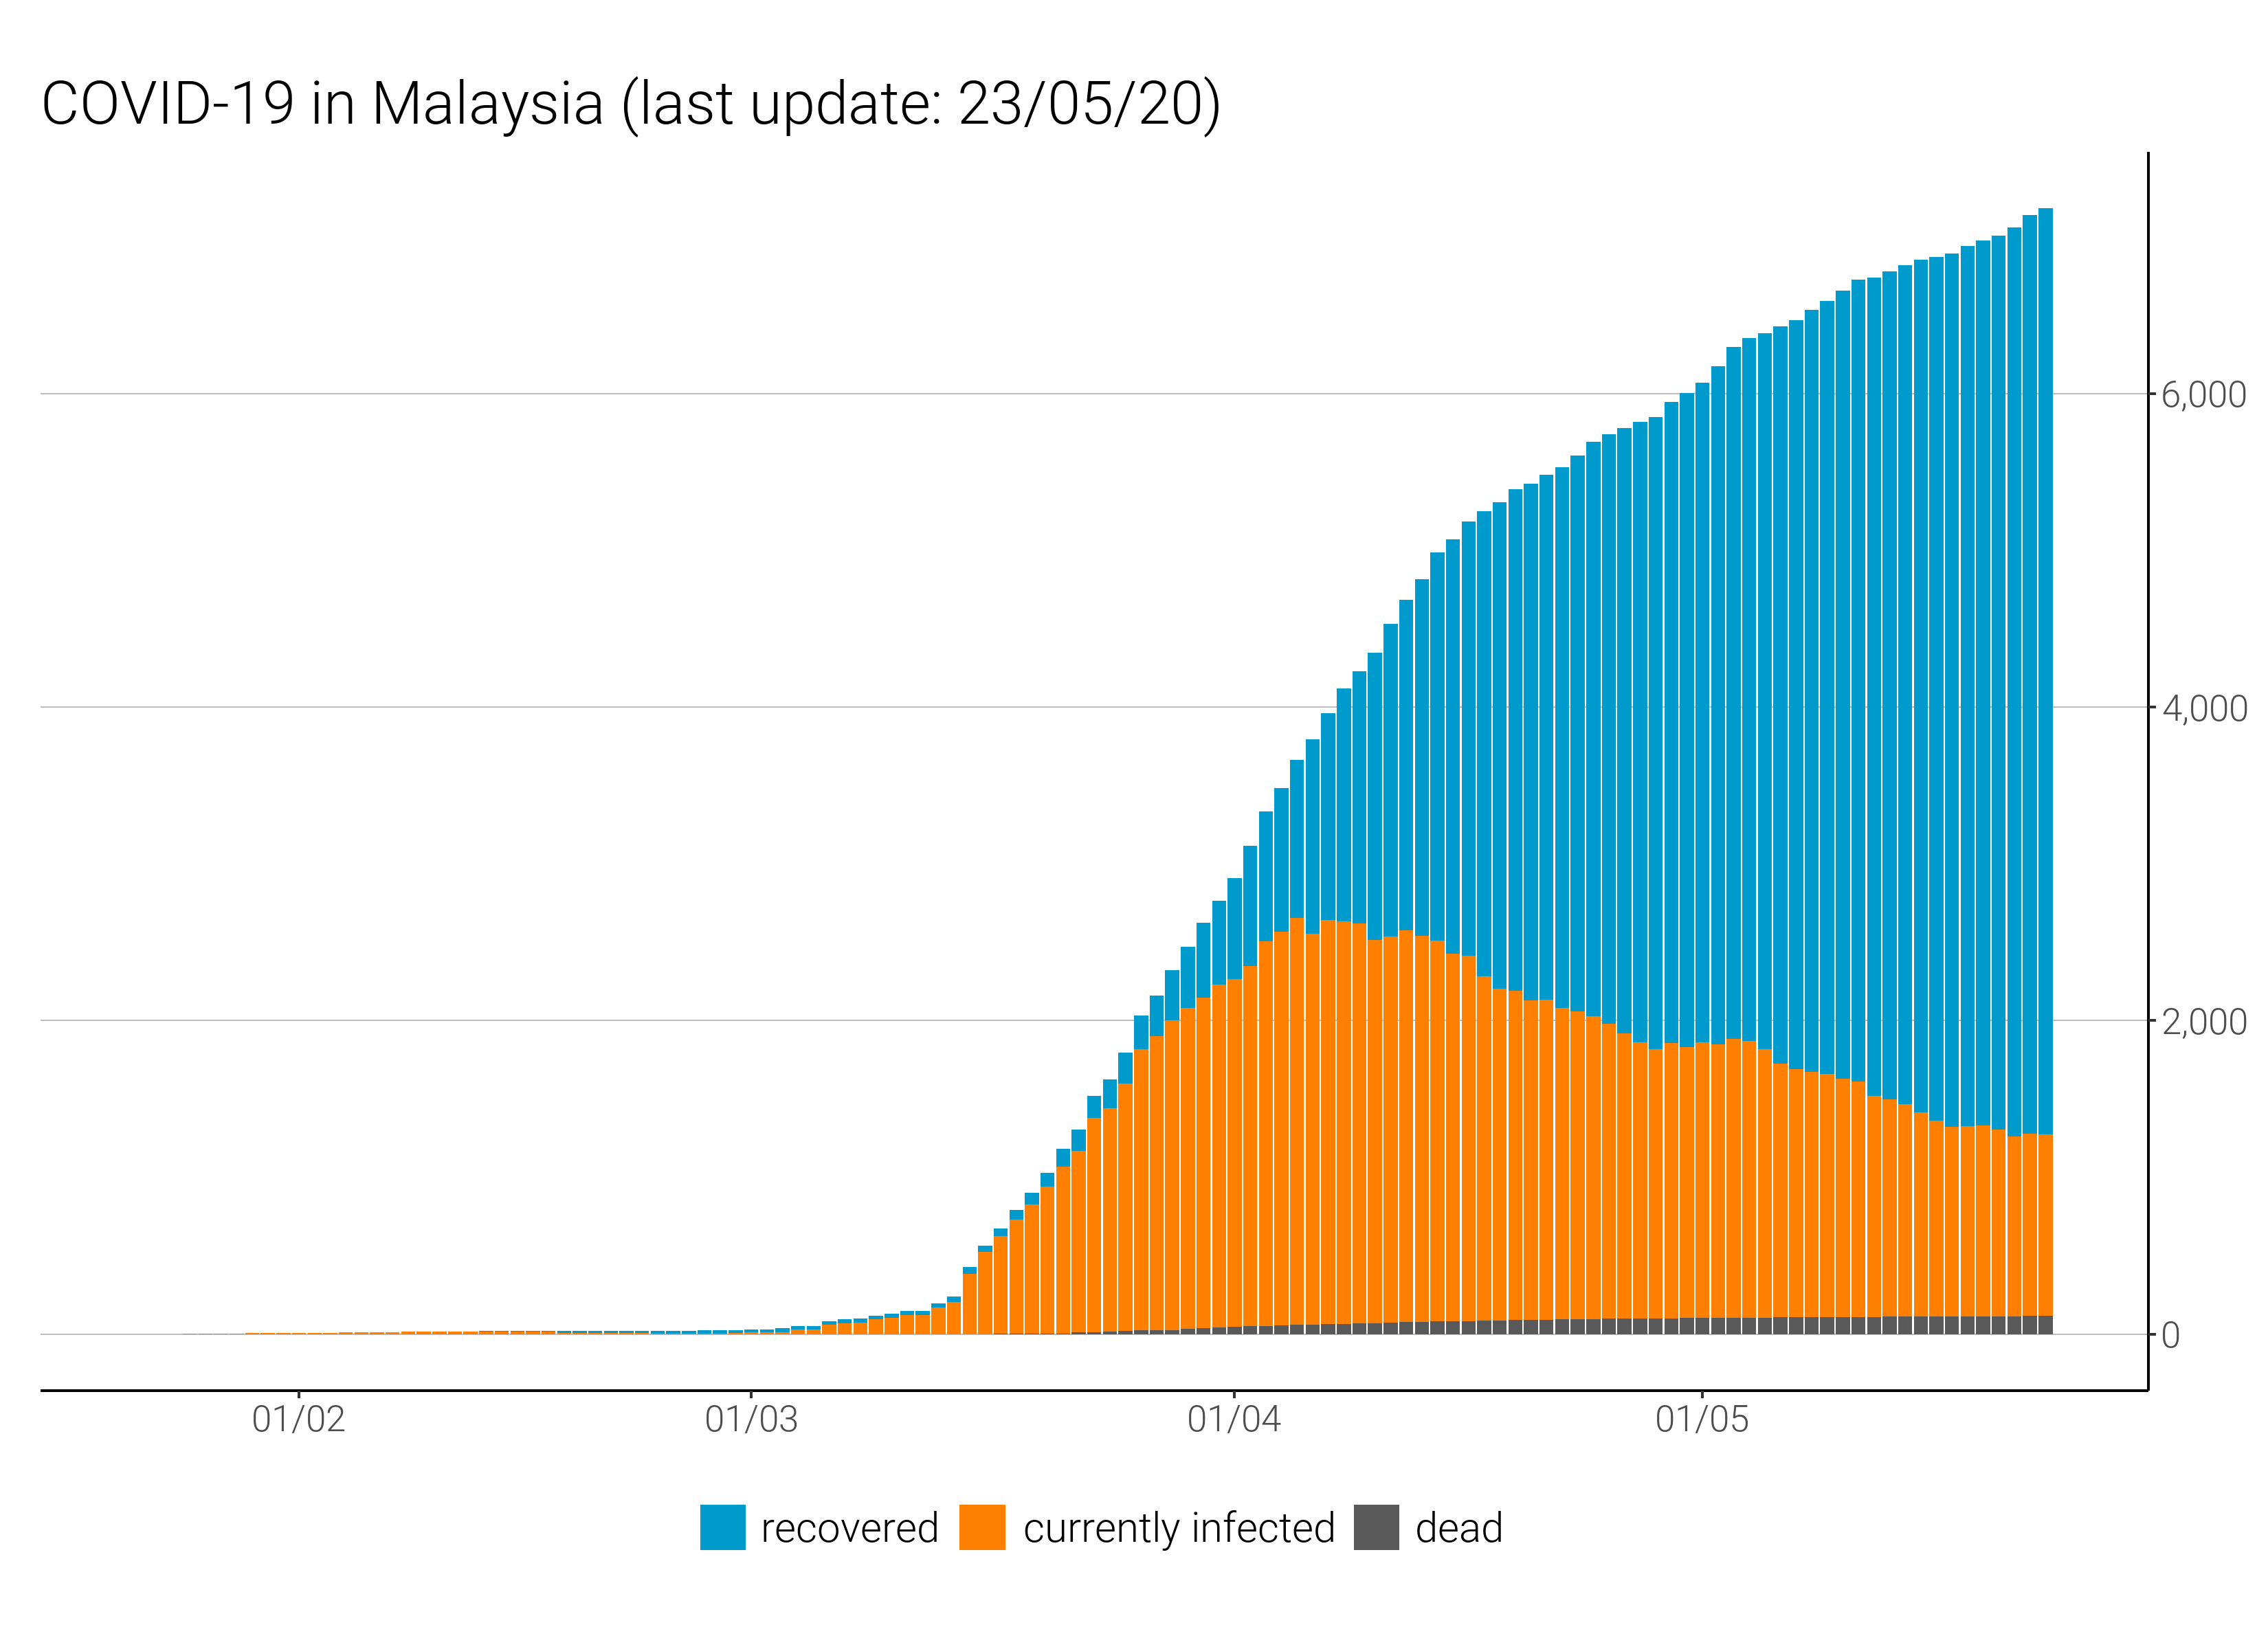 COVID-19 in Malaysia (last update: 23/05/20)
6,000
4,000
2,000
0
01/02 01/03 01/04 01/05
recovered currently infected dead